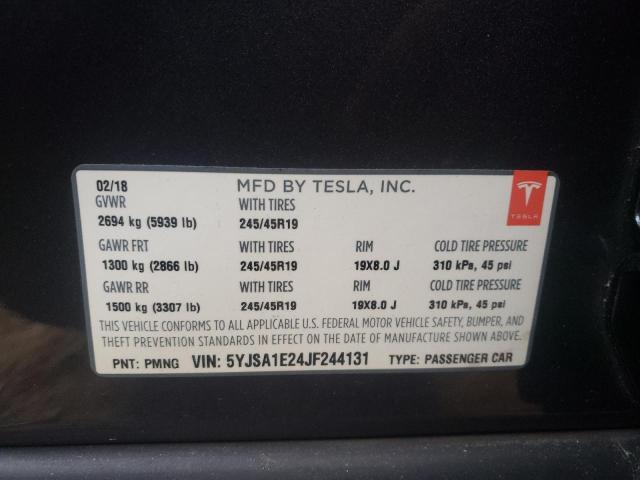 02/18 MFD BY TESLA, INC.
GVWR WITH TIRES
2694 kg (5939 lb) 245/45R19
GAWR FRT WITH TIRES RIM COLD TIRE PRESSURE
1300 kg (2866 lb) 245/45R19 19X8.0 J 310 kPa, 45 psi
GAWR RR WITH TIRES RIM COLD TIRE PRESSURE
1500 kg (3307 lb) 245/45R19 19X8.0 J 310 kPa, 45 psi
THIS VEHICLE CONFORMS TO ALL APPLICABLE U.S. FEDERAL MOTOR VEHICLE SAFETY, BUMPER, AND
THEFT PREVENTION STANDARDS IN EFFECT ON THE DATE OF MANUFACTURE SHOWN ABOVE
PNT: PMNG VIN: 5YJSA1E24JF244131 TYPE: PASSENGER CAR
TESLA